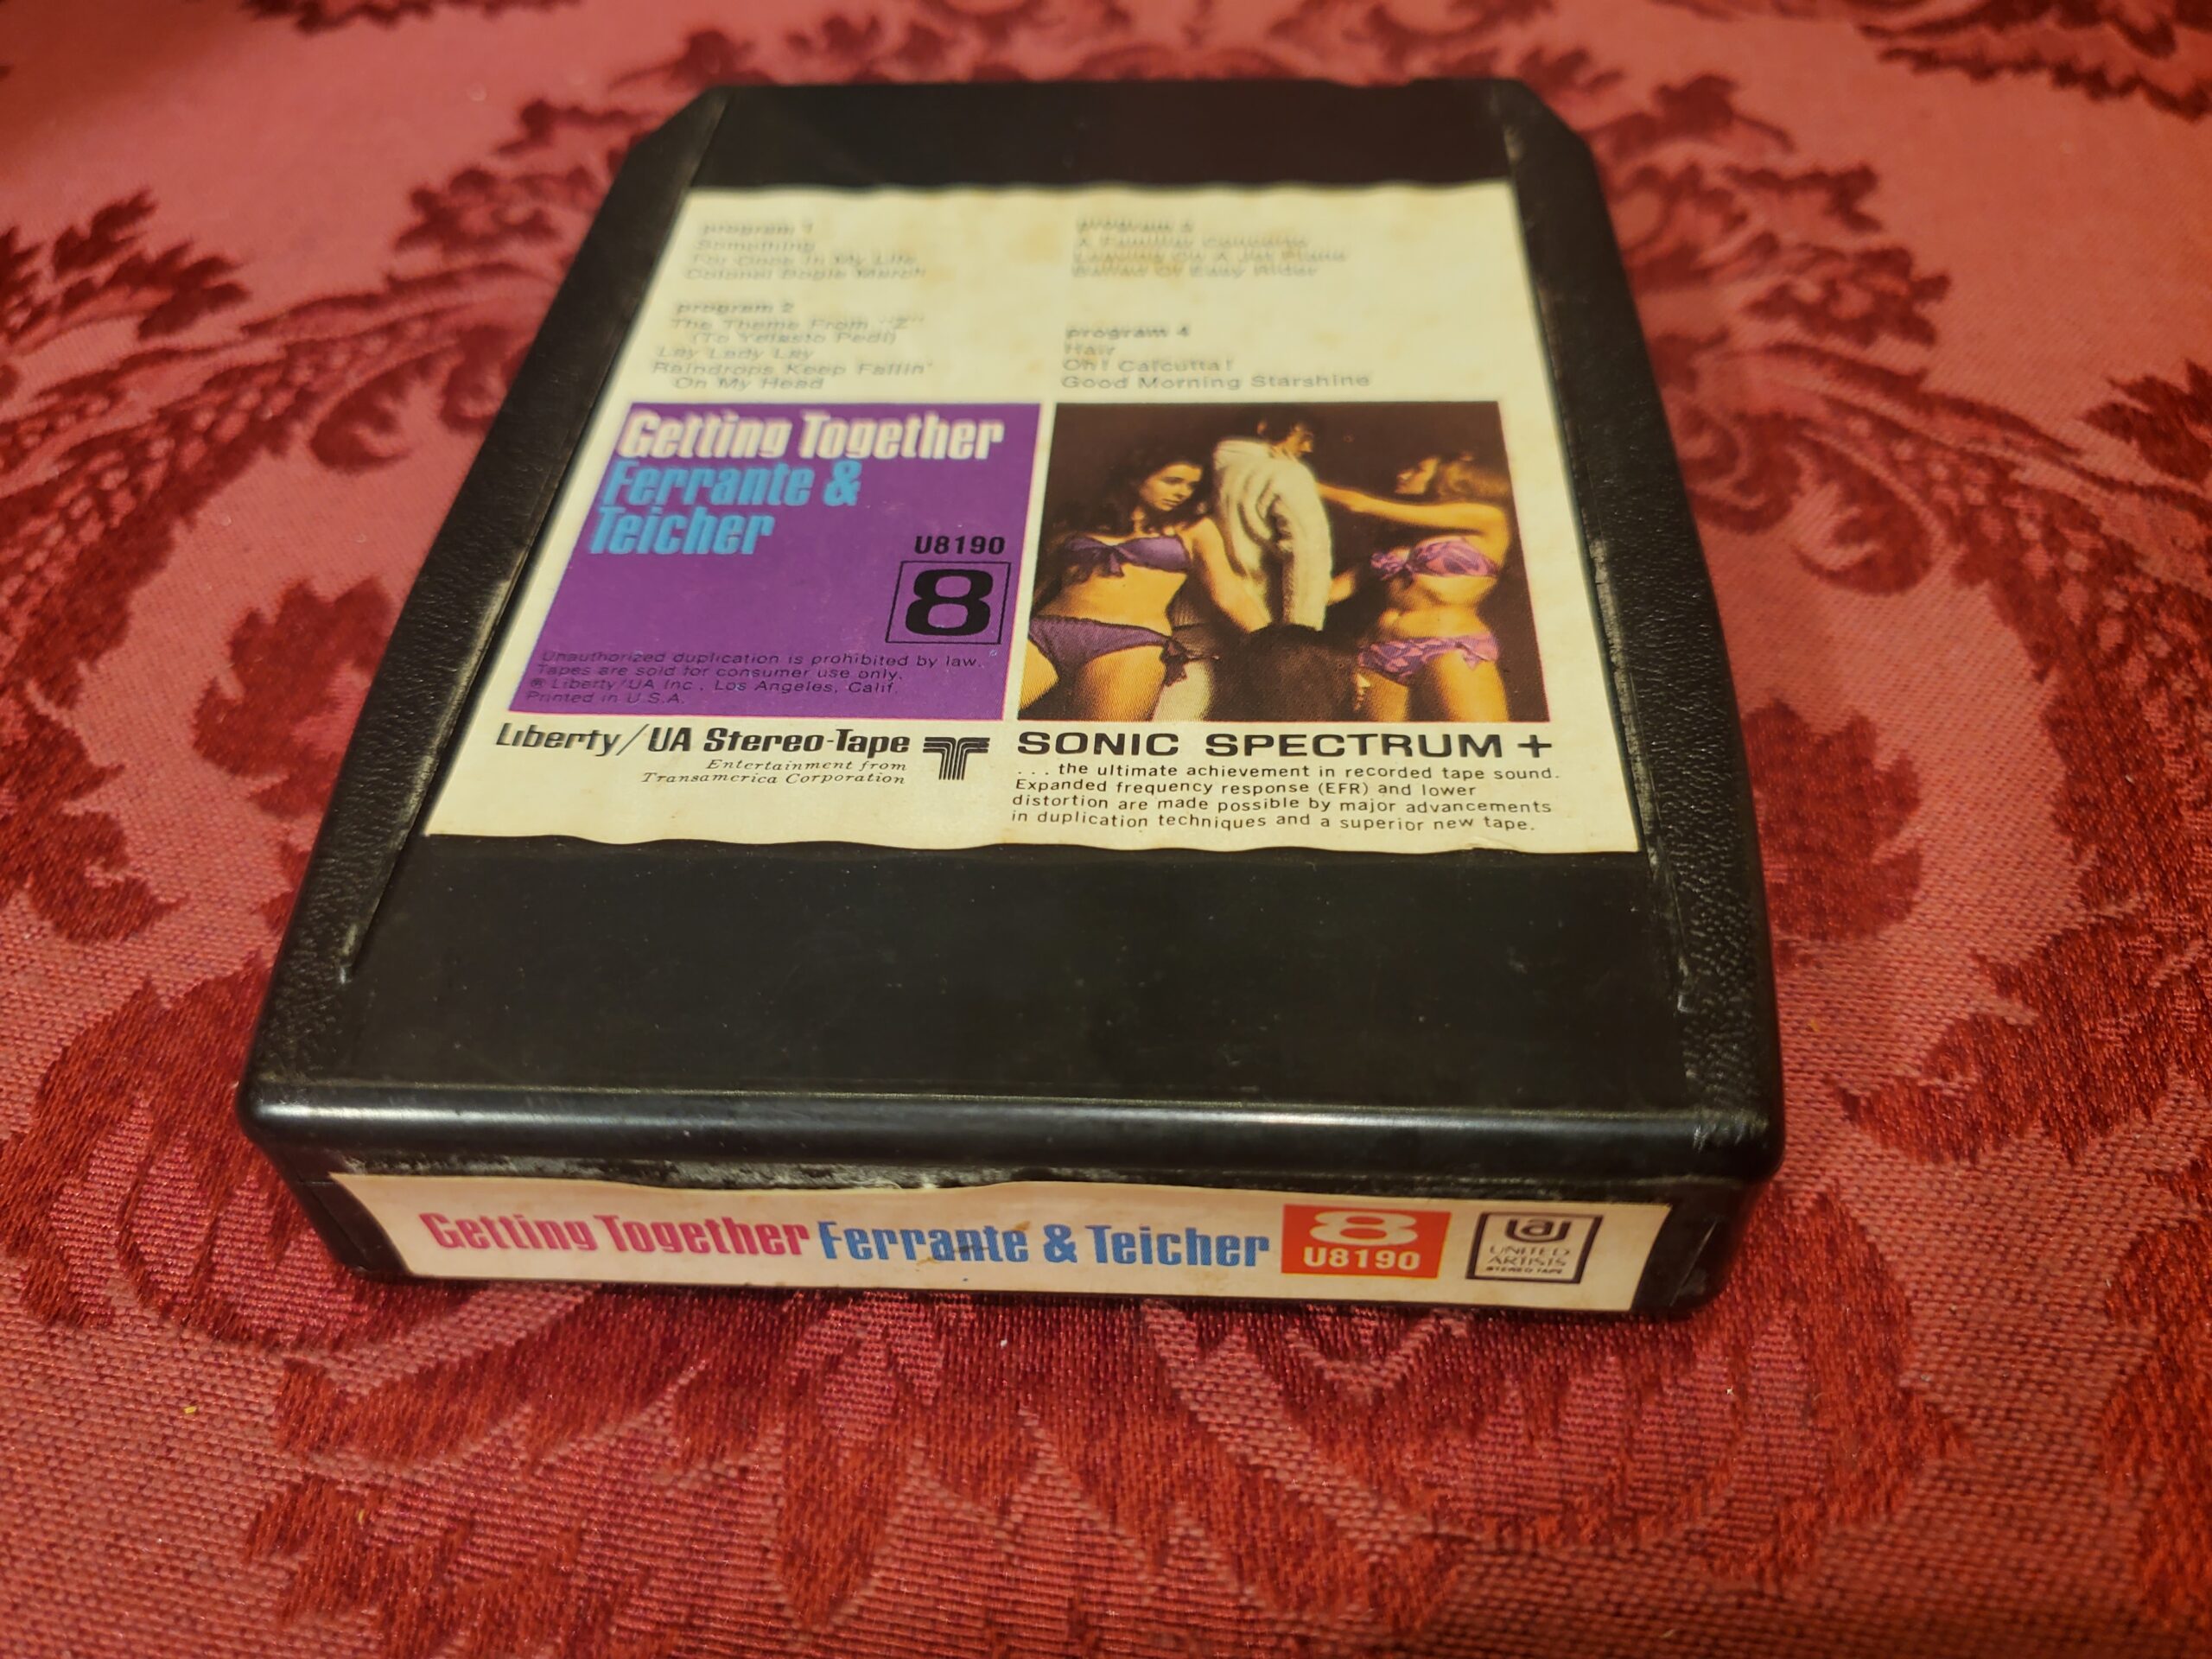 program 1
Something
For Once In My Life
Colonel Bogie March
program 2
The Theme From "Z"
(To Yelasto Pedi)
Lay Lady Lay
Raindrops Keep Fallin'
On My Head
program 3
Leaving On A Jet Plane
Ballad Of Easy Rider
program 4
Hair
Oh! Calcutta!
Good Morning Starshine
Getting Together
Ferrante &
Teicher
U8190
8
Unauthorized duplication is prohibited by law.
Tapes are sold for consumer use only.
℗ Liberty/UA Inc., Los Angeles, Calif.
Printed in U.S.A.
Liberty/UA Stereo-Tape
Entertainment from
Transamerica Corporation
SONIC SPECTRUM +
. . . the ultimate achievement in recorded tape sound.
Expanded frequency response (EFR) and lower
distortion are made possible by major advancements
in duplication techniques and a superior new tape.
Getting Together Ferrante & Teicher
8
U8190
ua
UNITED
ARTISTS
STEREO TAPE